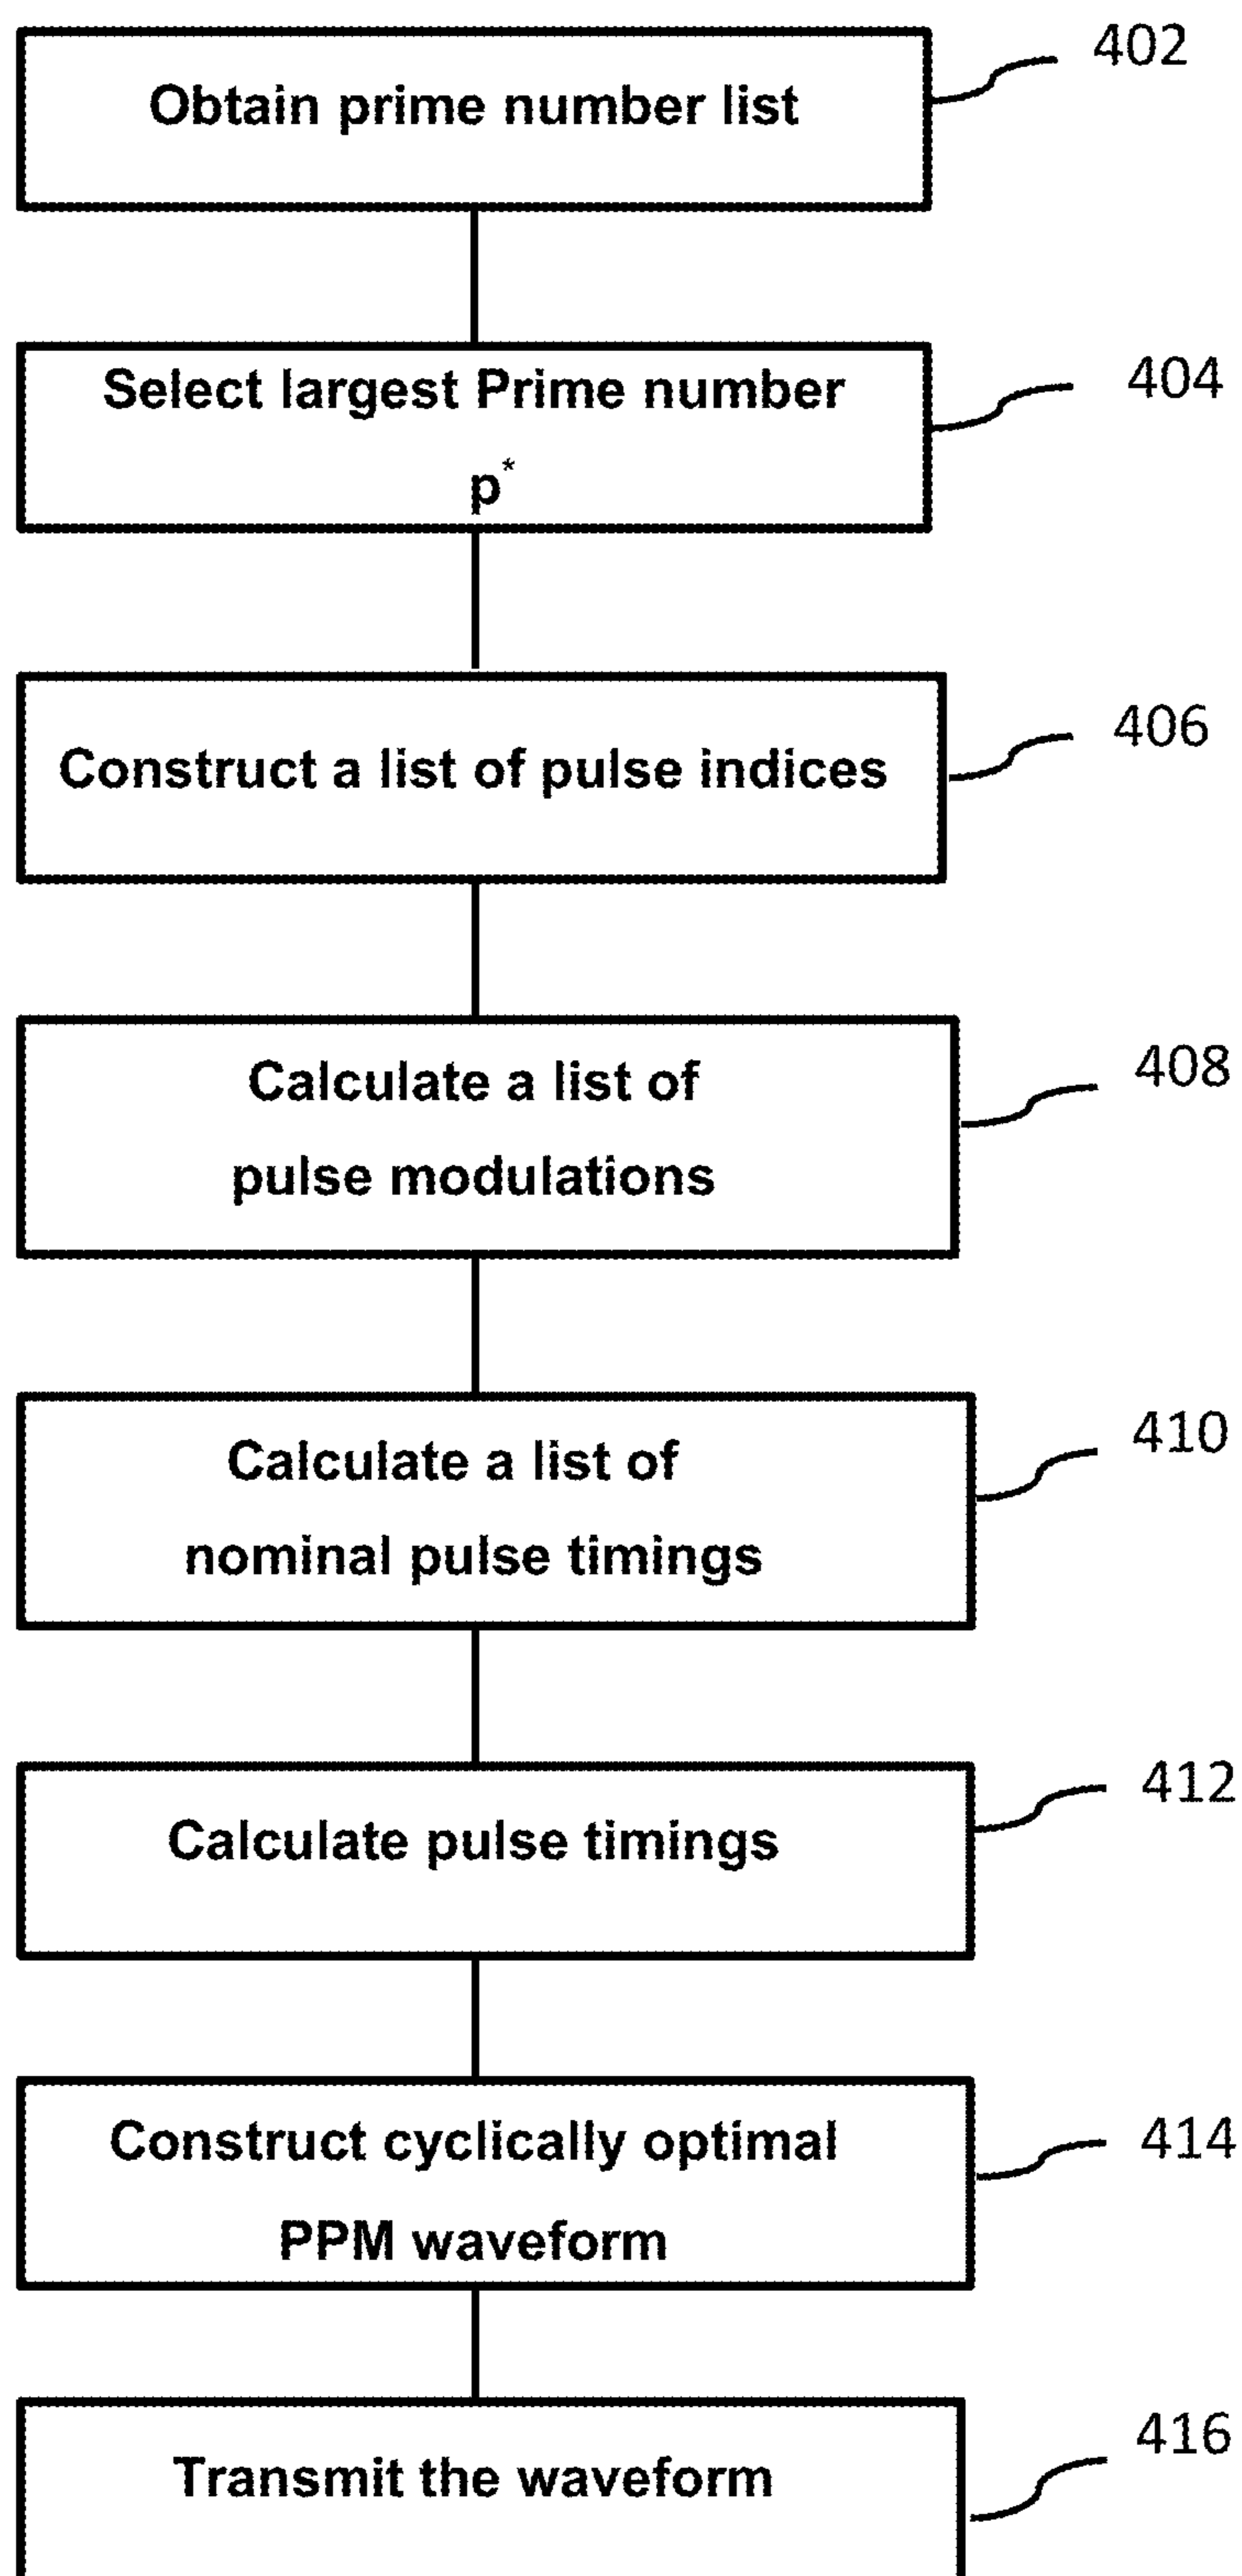 402
Obtain prime number list
404
Select largest Prime number
p*
406
Construct a list of pulse indices
408
Calculate a list of
pulse modulations
410
Calculate a list of
nominal pulse timings
412
Calculate pulse timings
414
Construct cyclically optimal
PPM waveform
416
Transmit the waveform